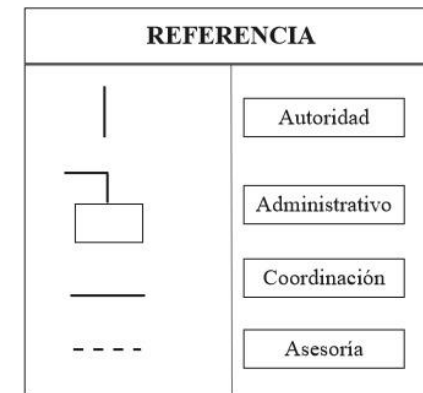 REFERENCIA
Autoridad
Administrativo
Coordinación
Asesoría